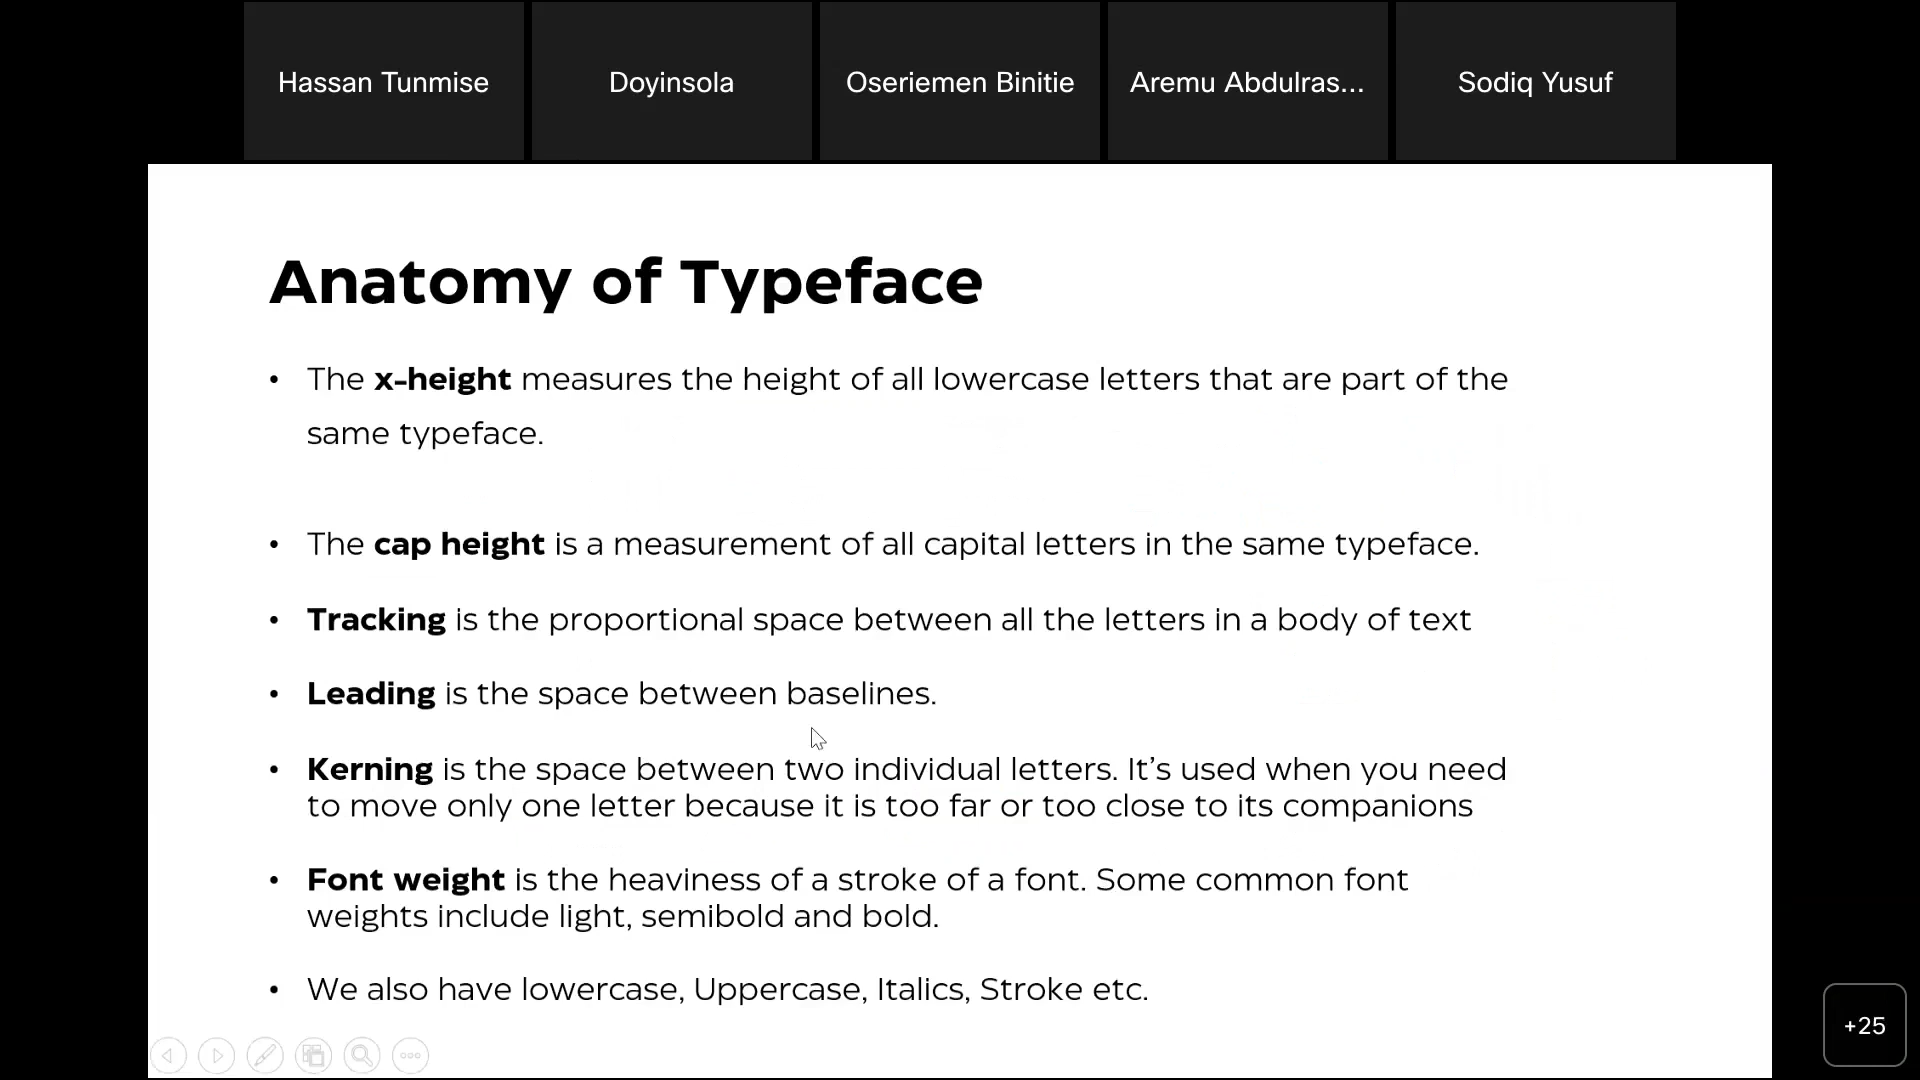 Hassan Tunmise
Doyinsola
Oseriemen Binitie
Aremu Abdulras...
Sodiq Yusuf
Anatomy of Typeface
• The x-height measures the height of all lowercase letters that are part of the
same typeface.
• The cap height is a measurement of all capital letters in the same typeface.
• Tracking is the proportional space between all the letters in a body of text
• Leading is the space between baselines.
• Kerning is the space between two individual letters. It’s used when you need
to move only one letter because it is too far or too close to its companions
• Font weight is the heaviness of a stroke of a font. Some common font
weights include light, semibold and bold.
• We also have lowercase, Uppercase, Italics, Stroke etc.
+25